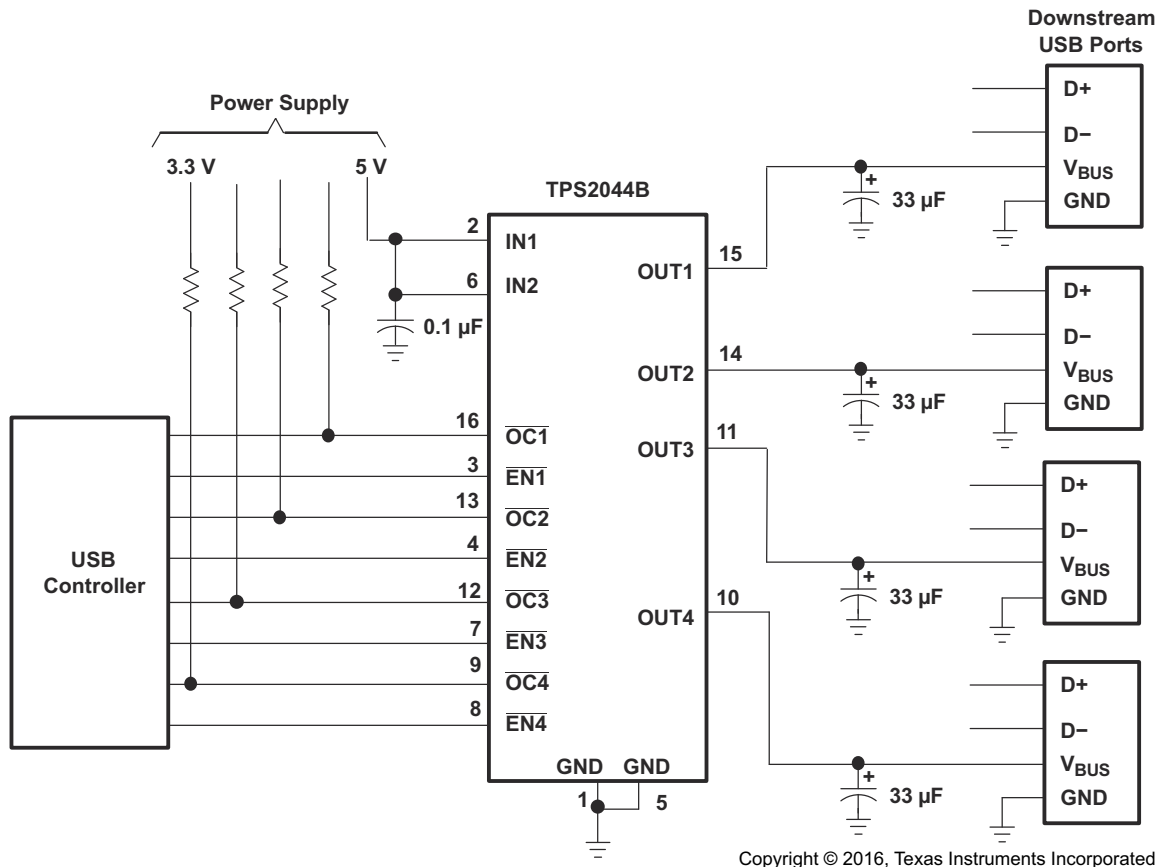 Downstream
USB Ports
Power Supply
3.3 V
5 V
TPS2044B
2
IN1
6
IN2
0.1 µF
16
OC1
3
EN1
13
OC2
4
EN2
12
OC3
7
EN3
9
OC4
8
EN4
USB
Controller
GND GND
1
5
OUT1
15
OUT2
14
OUT3
11
OUT4
10
33 µF
D+
D−
VBUS
GND
33 µF
D+
D−
VBUS
GND
33 µF
D+
D−
VBUS
GND
33 µF
D+
D−
VBUS
GND
Copyright © 2016, Texas Instruments Incorporated